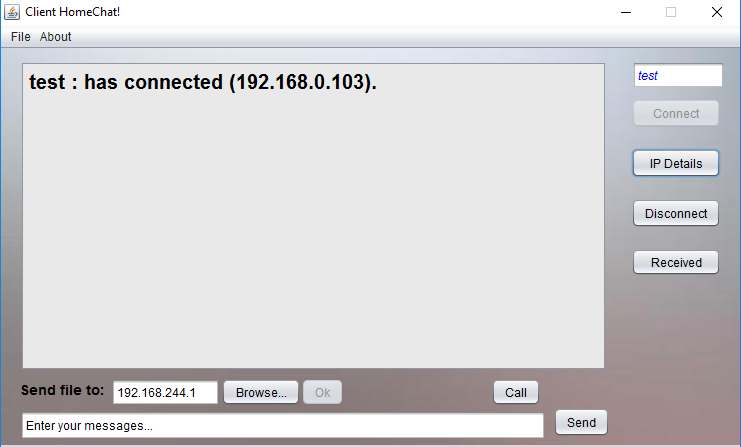 Client HomeChat!
File About
test : has connected (192.168.0.103).
test
Connect
IP Details
Disconnect
Received
Send file to: 192.168.244.1 Browse... Ok Call
Enter your messages... Send